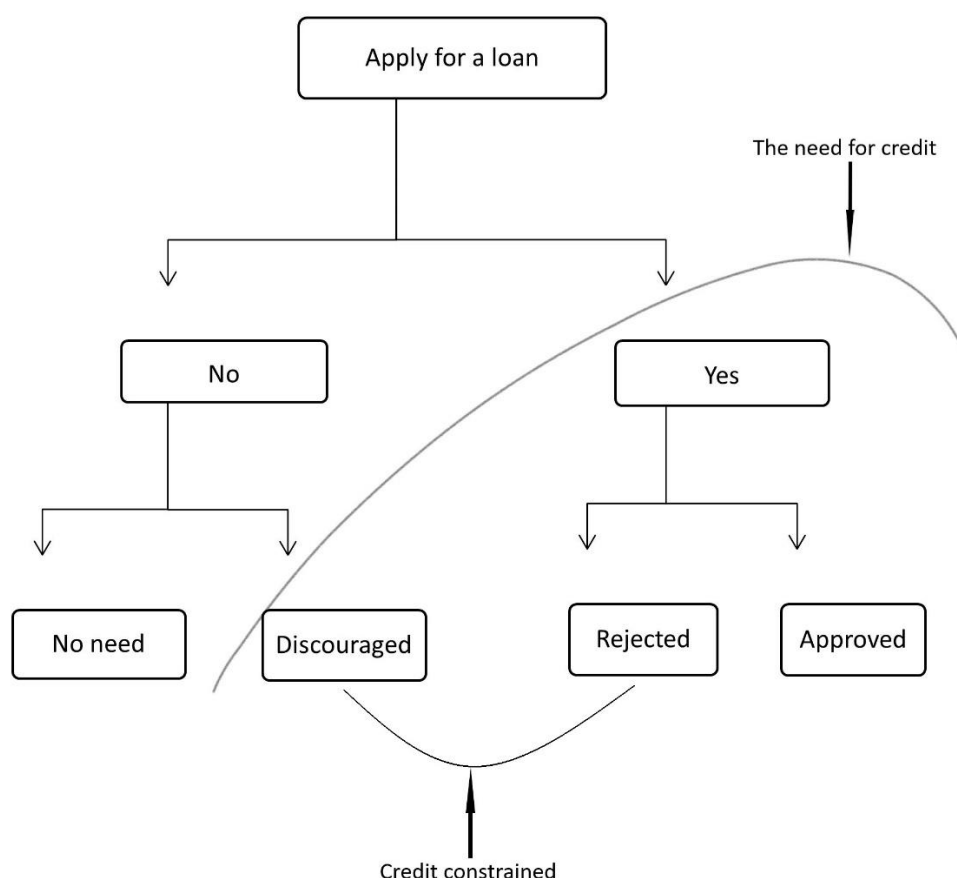 Apply for a loan
The need for credit
No
Yes
No need
Discouraged
Rejected
Approved
Credit constrained